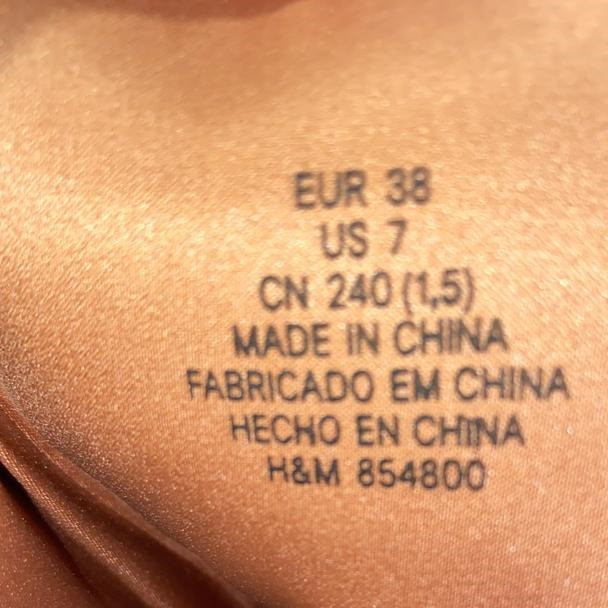 EUR 38
US 7
CN 240 (1,5)
MADE IN CHINA
FABRICADO EM CHINA
HECHO EN CHINA
H&M 854800